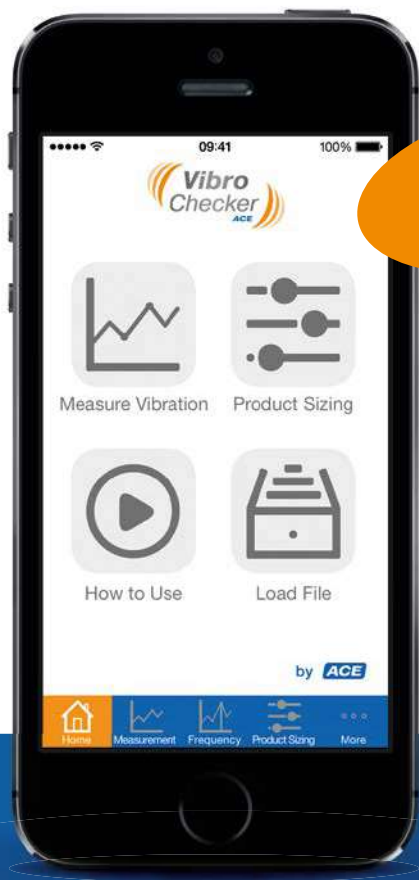 09:41
100%
Vibro
Checker
ACE
Measure Vibration
Product Sizing
How to Use
Load File
by ACE
Home
Measurement
Frequency
Product Sizing
More